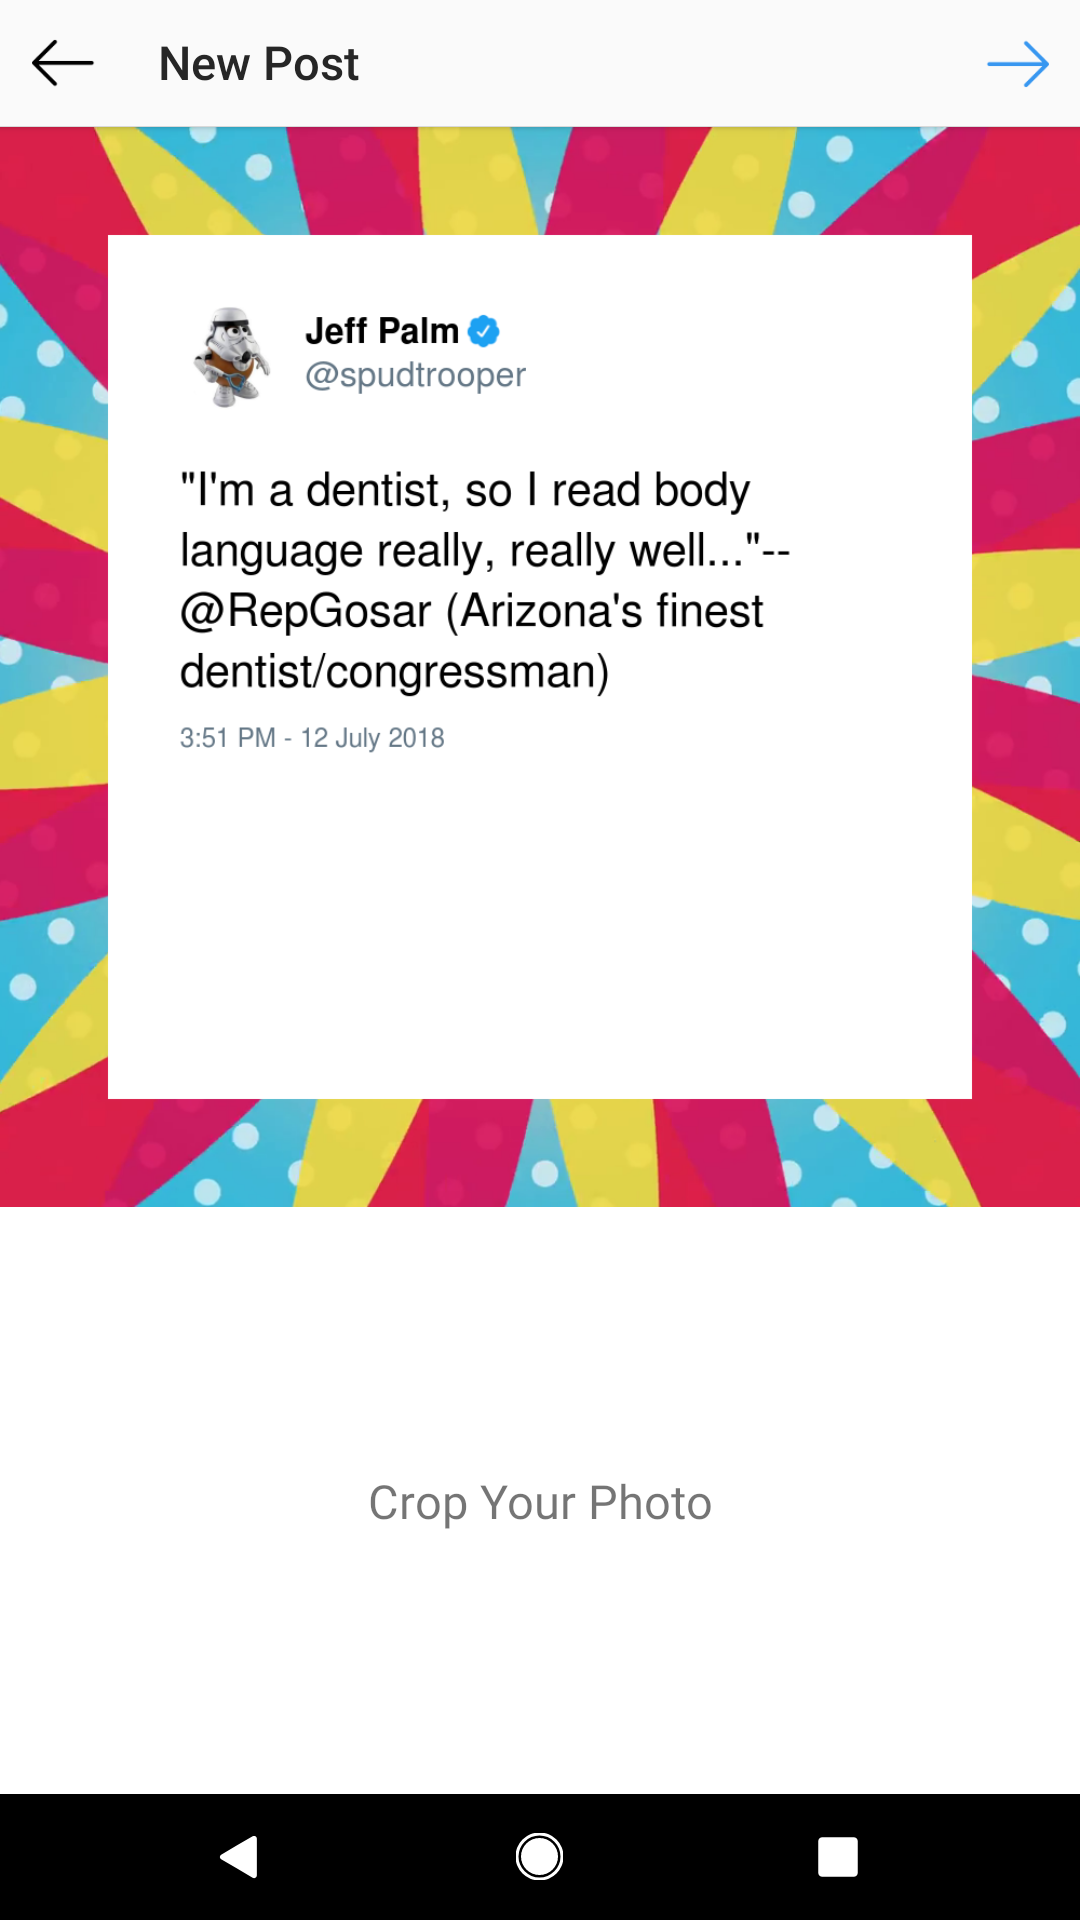 New Post
Jeff Palm
@spudtrooper
"I'm a dentist, so I read body
language really, really well..."--
@RepGosar (Arizona's finest
dentist/congressman)
3:51 PM - 12 July 2018
Crop Your Photo